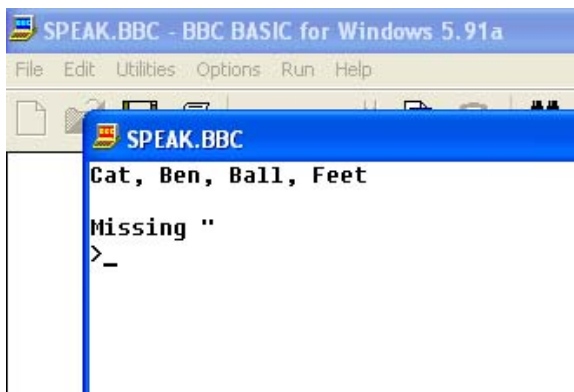 SPEAK.BBC - BBC BASIC for Windows 5.91a
File Edit Utilities Options Run Help
SPEAK.BBC
Cat, Ben, Ball, Feet
Missing "
>_